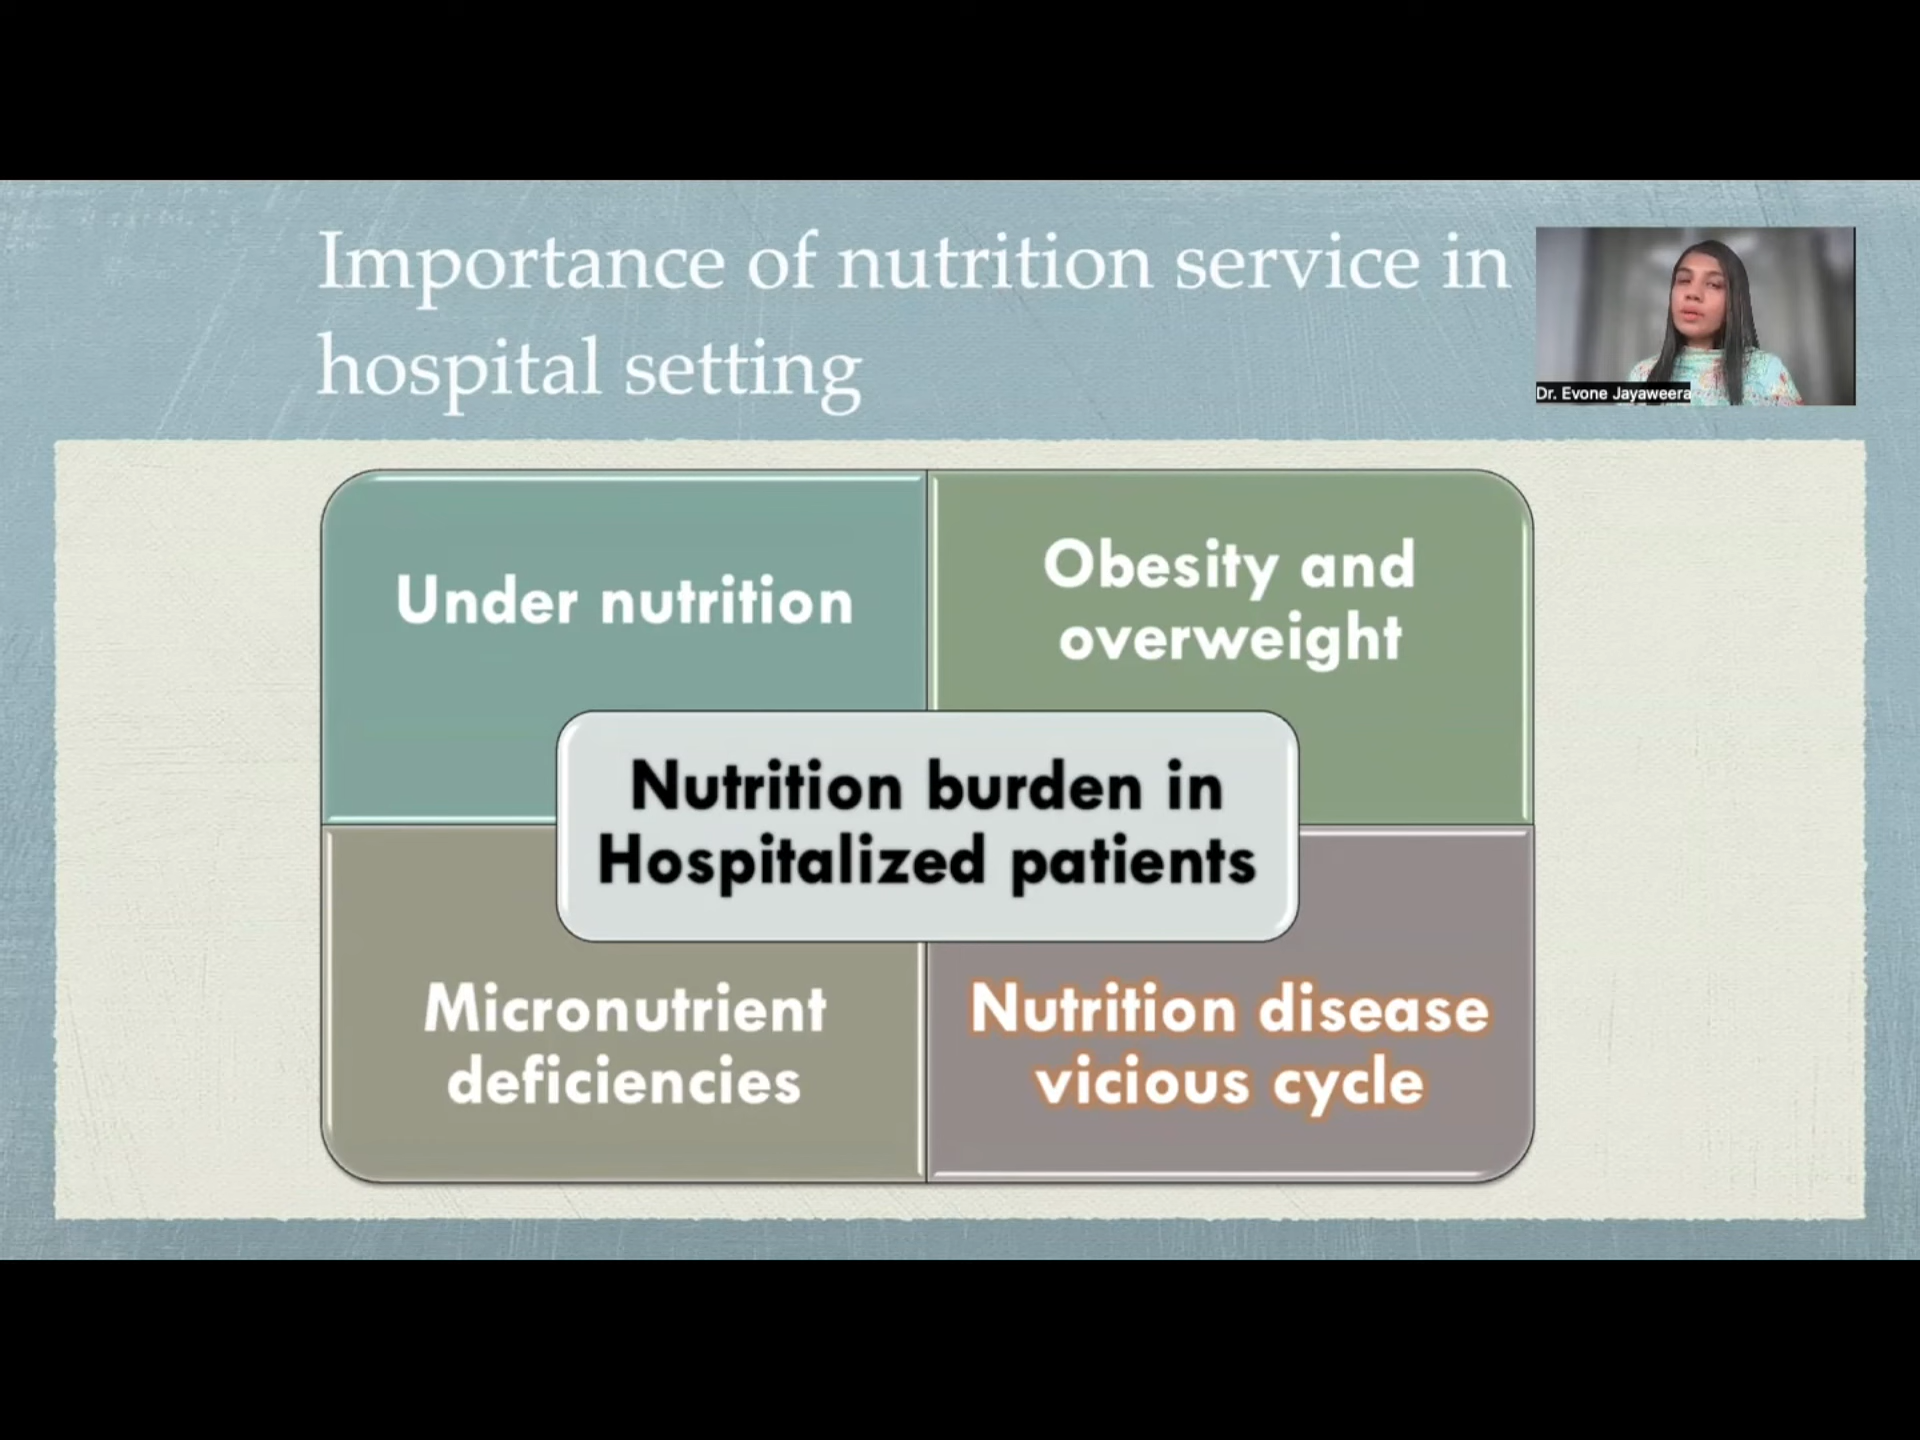 Importance of nutrition service in
hospital setting
Dr. Evone Jayaweera
Under nutrition
Obesity and
overweight
Nutrition burden in
Hospitalized patients
Micronutrient
deficiencies
Nutrition disease
vicious cycle